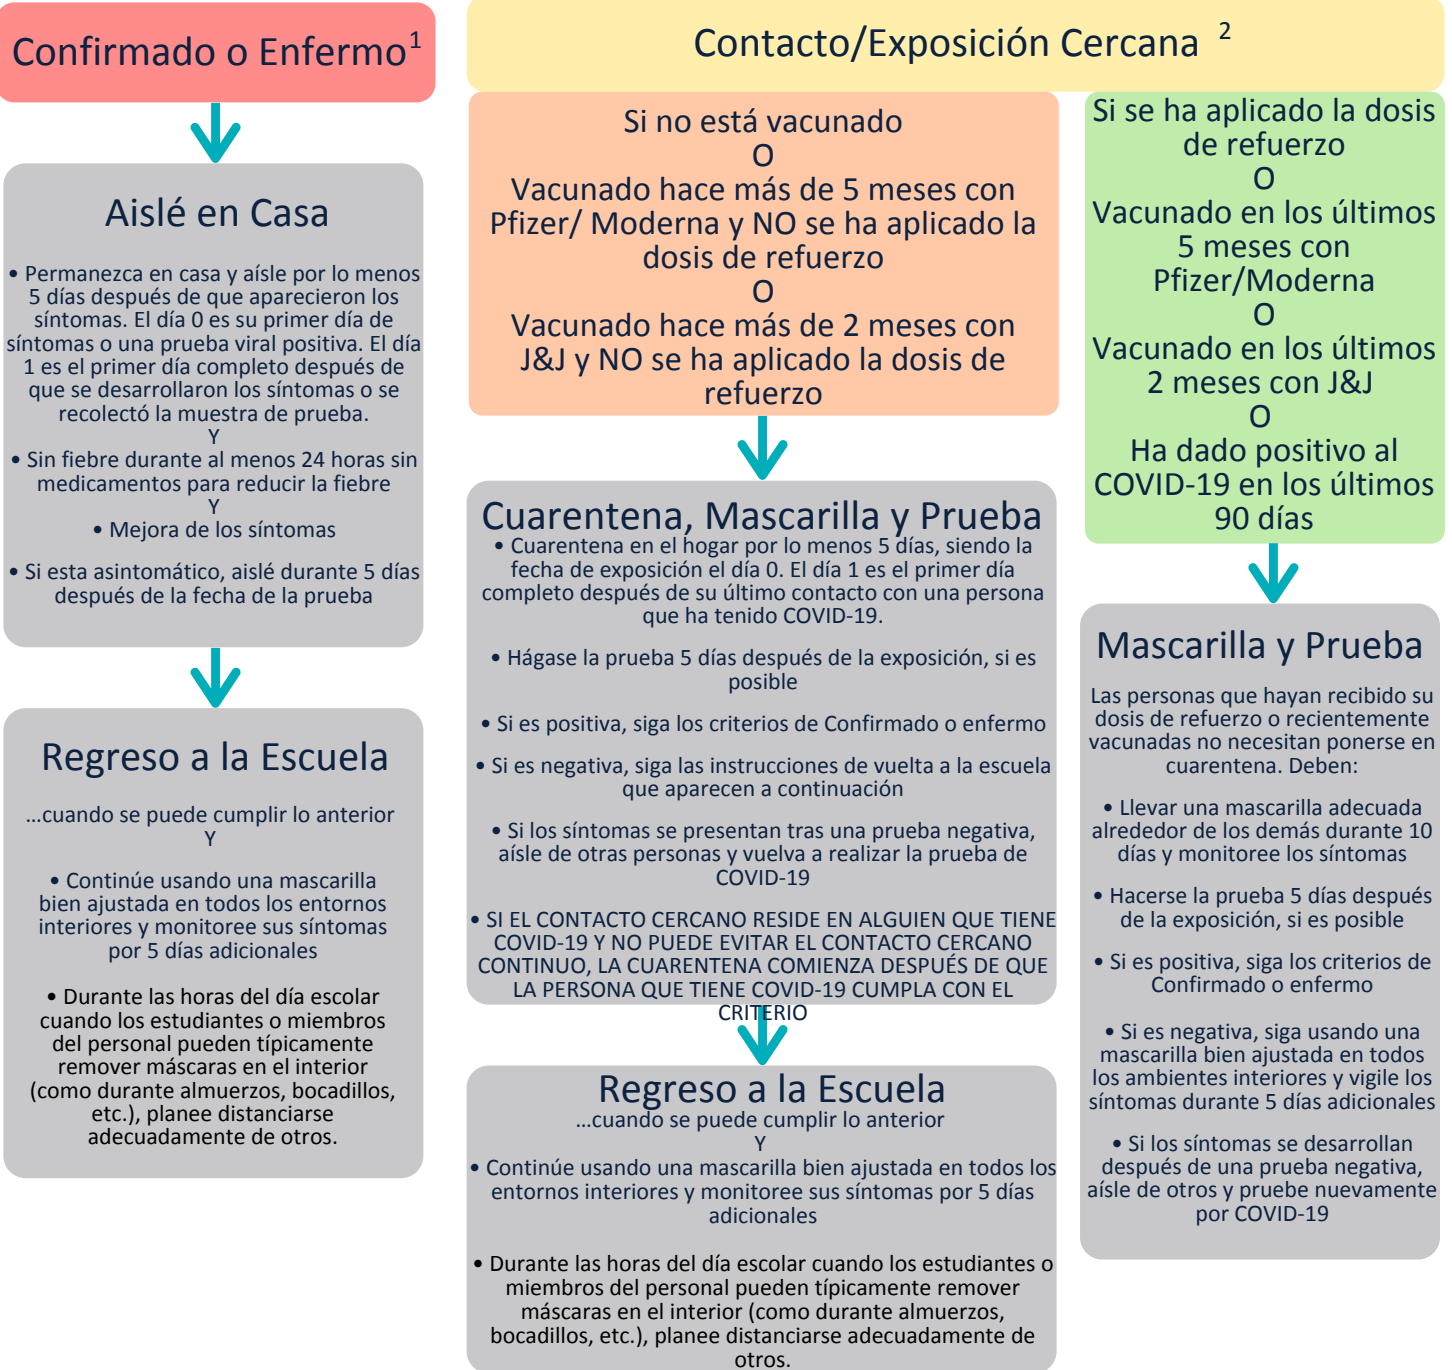 Confirmado o Enfermo1
Aislé en Casa
• Permanezca en casa y aísle por lo menos
5 días después de que aparecieron los
síntomas. El día 0 es su primer día de
síntomas o una prueba viral positiva. El día
1 es el primer día completo después de
que se desarrollaron los síntomas o se
recolectó la muestra de prueba.
Y
• Sin fiebre durante al menos 24 horas sin
medicamentos para reducir la fiebre
Y
• Mejora de los síntomas
• Si esta asintomático, aislé durante 5 días
después de la fecha de la prueba
Regreso a la Escuela
...cuando se puede cumplir lo anterior
Y
• Continúe usando una mascarilla
bien ajustada en todos los entornos
interiores y monitoree sus síntomas
por 5 días adicionales
• Durante las horas del día escolar
cuando los estudiantes o miembros
del personal pueden típicamente
remover máscaras en el interior
(como durante almuerzos, bocadillos,
etc.), planee distanciarse
adecuadamente de otros.
Contacto/Exposición Cercana 2
Si no está vacunado
O
Vacunado hace más de 5 meses con
Pfizer/ Moderna y NO se ha aplicado la
dosis de refuerzo
O
Vacunado hace más de 2 meses con
J&J y NO se ha aplicado la dosis de
refuerzo
Cuarentena, Mascarilla y Prueba
• Cuarentena en el hogar por lo menos 5 días, siendo la
fecha de exposición el día 0. El día 1 es el primer día
completo después de su último contacto con una persona
que ha tenido COVID-19.
• Hágase la prueba 5 días después de la exposición, si es
posible
• Si es positiva, siga los criterios de Confirmado o enfermo
• Si es negativa, siga las instrucciones de vuelta a la escuela
que aparecen a continuación
• Si los síntomas se presentan tras una prueba negativa,
aísle de otras personas y vuelva a realizar la prueba de
COVID-19
• SI EL CONTACTO CERCANO RESIDE EN ALGUIEN QUE TIENE
COVID-19 Y NO PUEDE EVITAR EL CONTACTO CERCANO
CONTINUO, LA CUARENTENA COMIENZA DESPUÉS DE QUE
LA PERSONA QUE TIENE COVID-19 CUMPLA CON EL
CRITERIO
Regreso a la Escuela
...cuando se puede cumplir lo anterior
Y
• Continúe usando una mascarilla bien ajustada en todos los
entornos interiores y monitoree sus síntomas por 5 días
adicionales
• Durante las horas del día escolar cuando los estudiantes o
miembros del personal pueden típicamente remover
máscaras en el interior (como durante almuerzos,
bocadillos, etc.), planee distanciarse adecuadamente de
otros.
Si se ha aplicado la dosis
de refuerzo
O
Vacunado en los últimos
5 meses con
Pfizer/Moderna
O
Vacunado en los últimos
2 meses con J&J
O
Ha dado positivo al
COVID-19 en los últimos
90 días
Mascarilla y Prueba
Las personas que hayan recibido su
dosis de refuerzo o recientemente
vacunadas no necesitan ponerse en
cuarentena. Deben:
• Llevar una mascarilla adecuada
alrededor de los demás durante 10
días y monitoree los síntomas
• Hacerse la prueba 5 días después
de la exposición, si es posible
• Si es positiva, siga los criterios de
Confirmado o enfermo
• Si es negativa, siga usando una
mascarilla bien ajustada en todos
los ambientes interiores y vigile los
síntomas durante 5 días adicionales
• Si los síntomas se desarrollan
después de una prueba negativa,
aísle de otros y pruebe nuevamente
por COVID-19